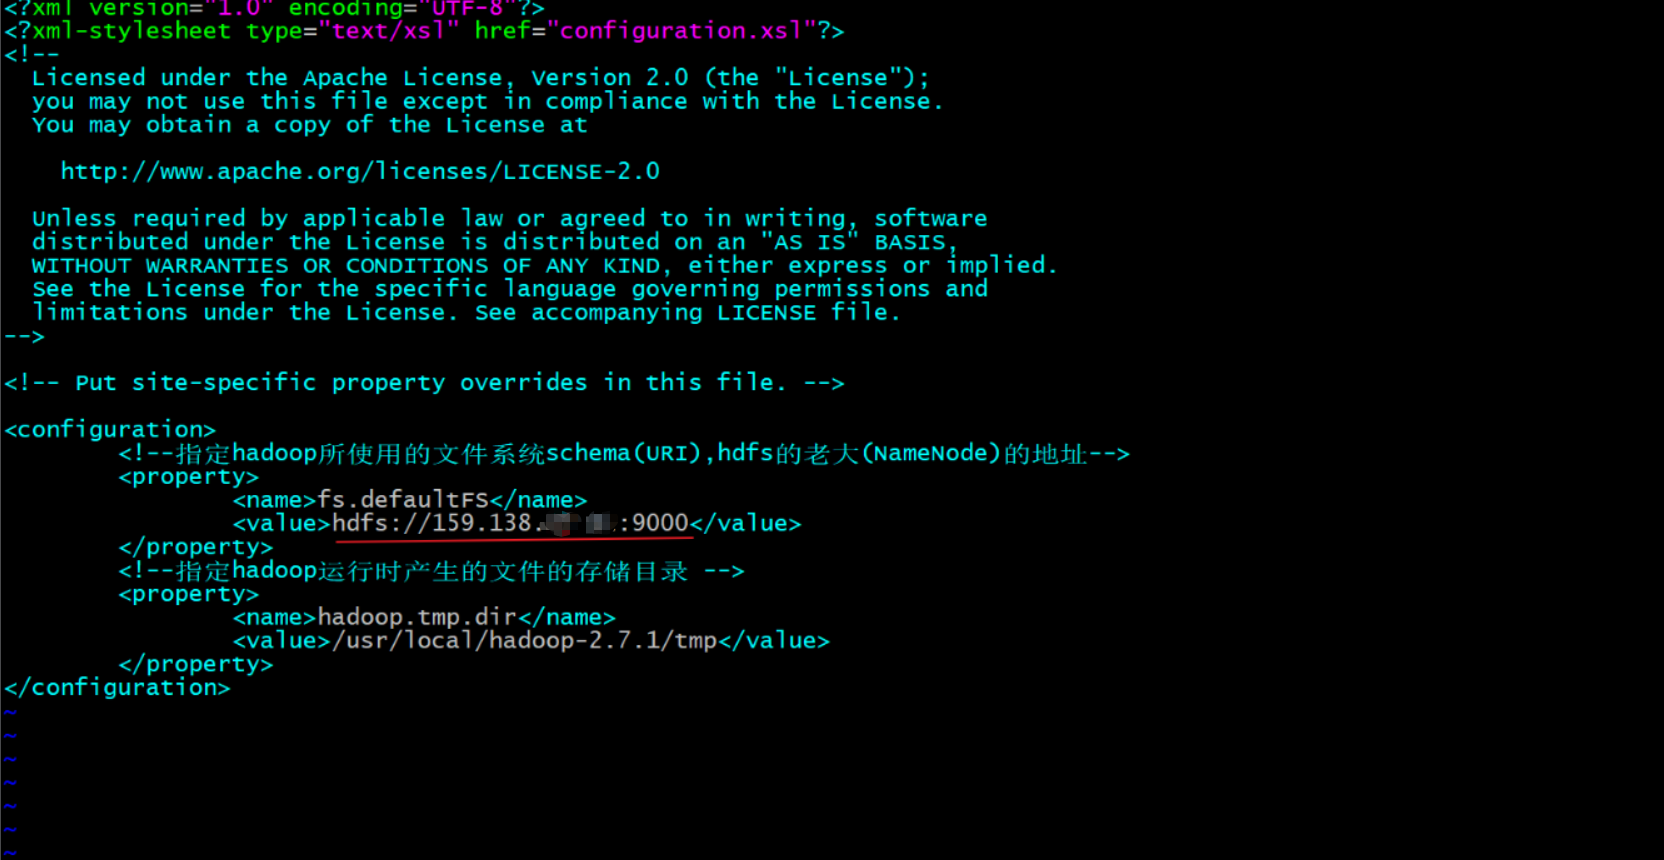 <?xml version="1.0" encoding="UTF-8"?>
<?xml-stylesheet type="text/xsl" href="configuration.xsl"?>
<!--
  Licensed under the Apache License, Version 2.0 (the "License");
  you may not use this file except in compliance with the License.
  You may obtain a copy of the License at
    http://www.apache.org/licenses/LICENSE-2.0
  Unless required by applicable law or agreed to in writing, software
  distributed under the License is distributed on an "AS IS" BASIS,
  WITHOUT WARRANTIES OR CONDITIONS OF ANY KIND, either express or implied.
  See the License for the specific language governing permissions and
  limitations under the License. See accompanying LICENSE file.
-->
<!-- Put site-specific property overrides in this file. -->
<configuration>
        <!--指定hadoop所使用的文件系统schema(URI),hdfs的老大(NameNode)的地址-->
        <property>
                <name>fs.defaultFS</name>
                <value>hdfs://159.138. :9000</value>
        </property>
        <!--指定hadoop运行时产生的文件的存储目录 -->
        <property>
                <name>hadoop.tmp.dir</name>
                <value>/usr/local/hadoop-2.7.1/tmp</value>
        </property>
</configuration>
~
~
~
~
~
~
~